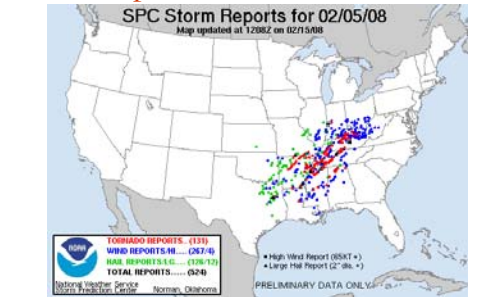 SPC Storm Reports for 02/05/08
Map updated at 1208Z on 02/15/08
NOAA
TORNADO REPORTS.. (131)
WIND REPORTS/HI..... (267/4)
HAIL REPORTS/LG..... (126/12)
TOTAL REPORTS...... (524)
National Weather Service
Storm Prediction Center Norman, Oklahoma
High Wind Report (65KT +)
Large Hail Report (2" dia. +)
PRELIMINARY DATA ONLY